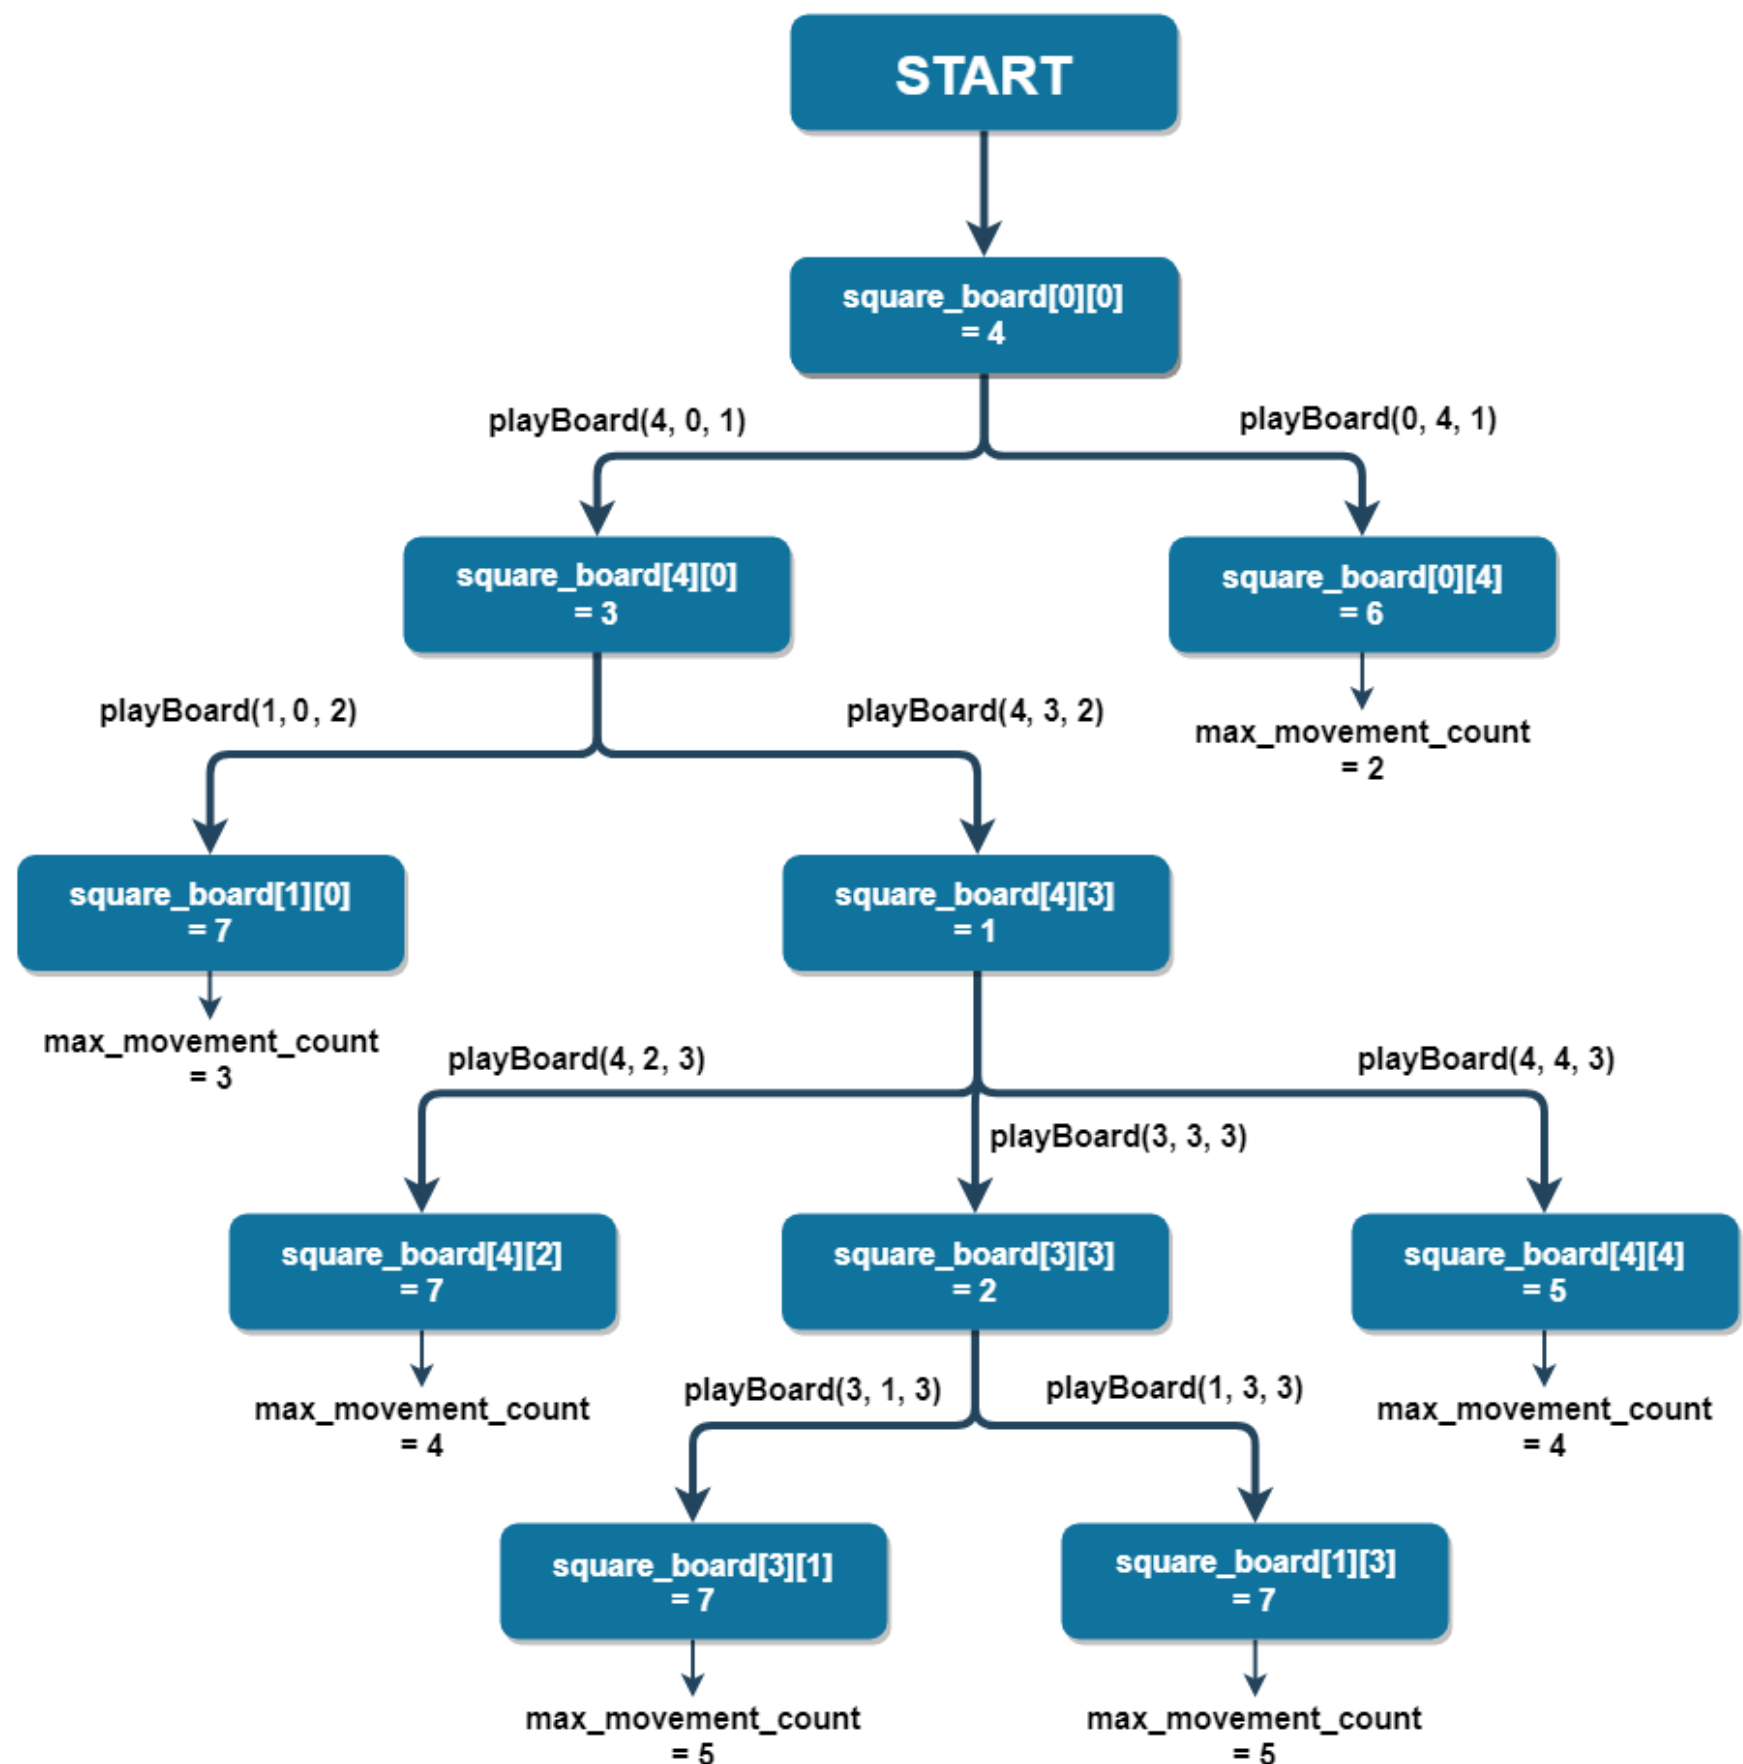 START
square_board[0][0]
= 4
playBoard(4, 0, 1)
playBoard(0, 4, 1)
square_board[4][0]
= 3
square_board[0][4]
= 6
playBoard(1, 0, 2)
playBoard(4, 3, 2)
max_movement_count
= 2
square_board[1][0]
= 7
square_board[4][3]
= 1
max_movement_count
= 3
playBoard(4, 2, 3)
playBoard(4, 4, 3)
playBoard(3, 3, 3)
square_board[4][2]
= 7
square_board[3][3]
= 2
square_board[4][4]
= 5
max_movement_count
= 4
playBoard(3, 1, 3)
playBoard(1, 3, 3)
max_movement_count
= 4
square_board[3][1]
= 7
square_board[1][3]
= 7
max_movement_count
= 5
max_movement_count
= 5